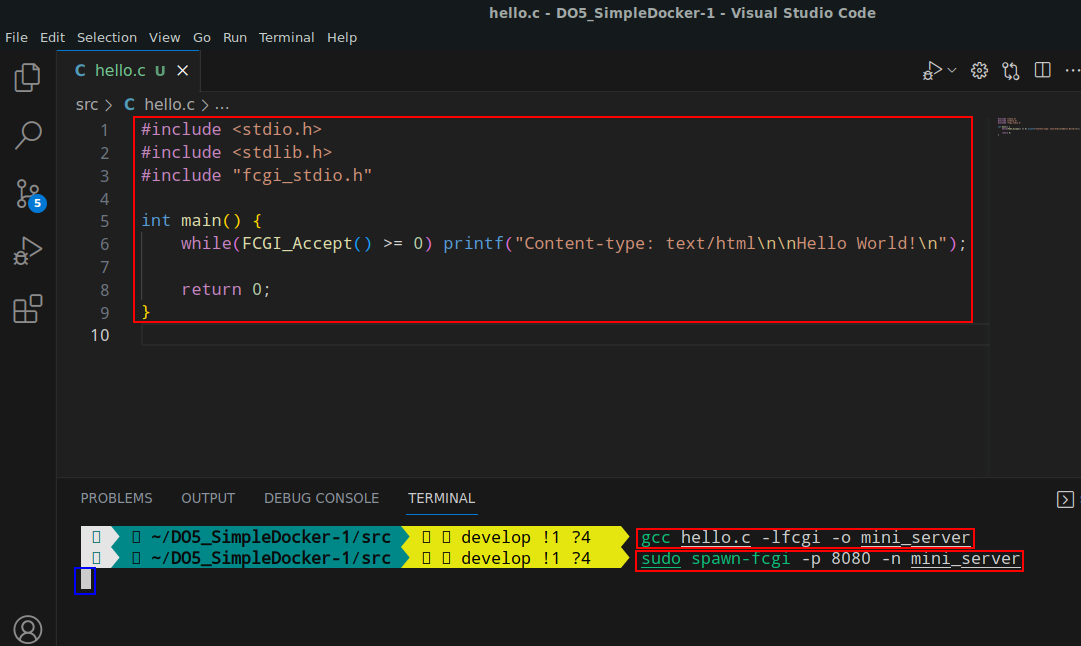 hello.c - DO5_SimpleDocker-1 - Visual Studio Code
File Edit Selection View Go Run Terminal Help
C hello.c U
src > C hello.c > ...
1 #include <stdio.h>
2 #include <stdlib.h>
3 #include "fcgi_stdio.h"
4
5 int main() {
6 while(FCGI_Accept() >= 0) printf("Content-type: text/html\n\nHello World!\n");
7
8 return 0;
9 }
10
5
PROBLEMS OUTPUT DEBUG CONSOLE TERMINAL
~/DO5_SimpleDocker-1/src develop !1 ?4 gcc hello.c -lfcgi -o mini_server
~/DO5_SimpleDocker-1/src develop !1 ?4 sudo spawn-fcgi -p 8080 -n mini_server